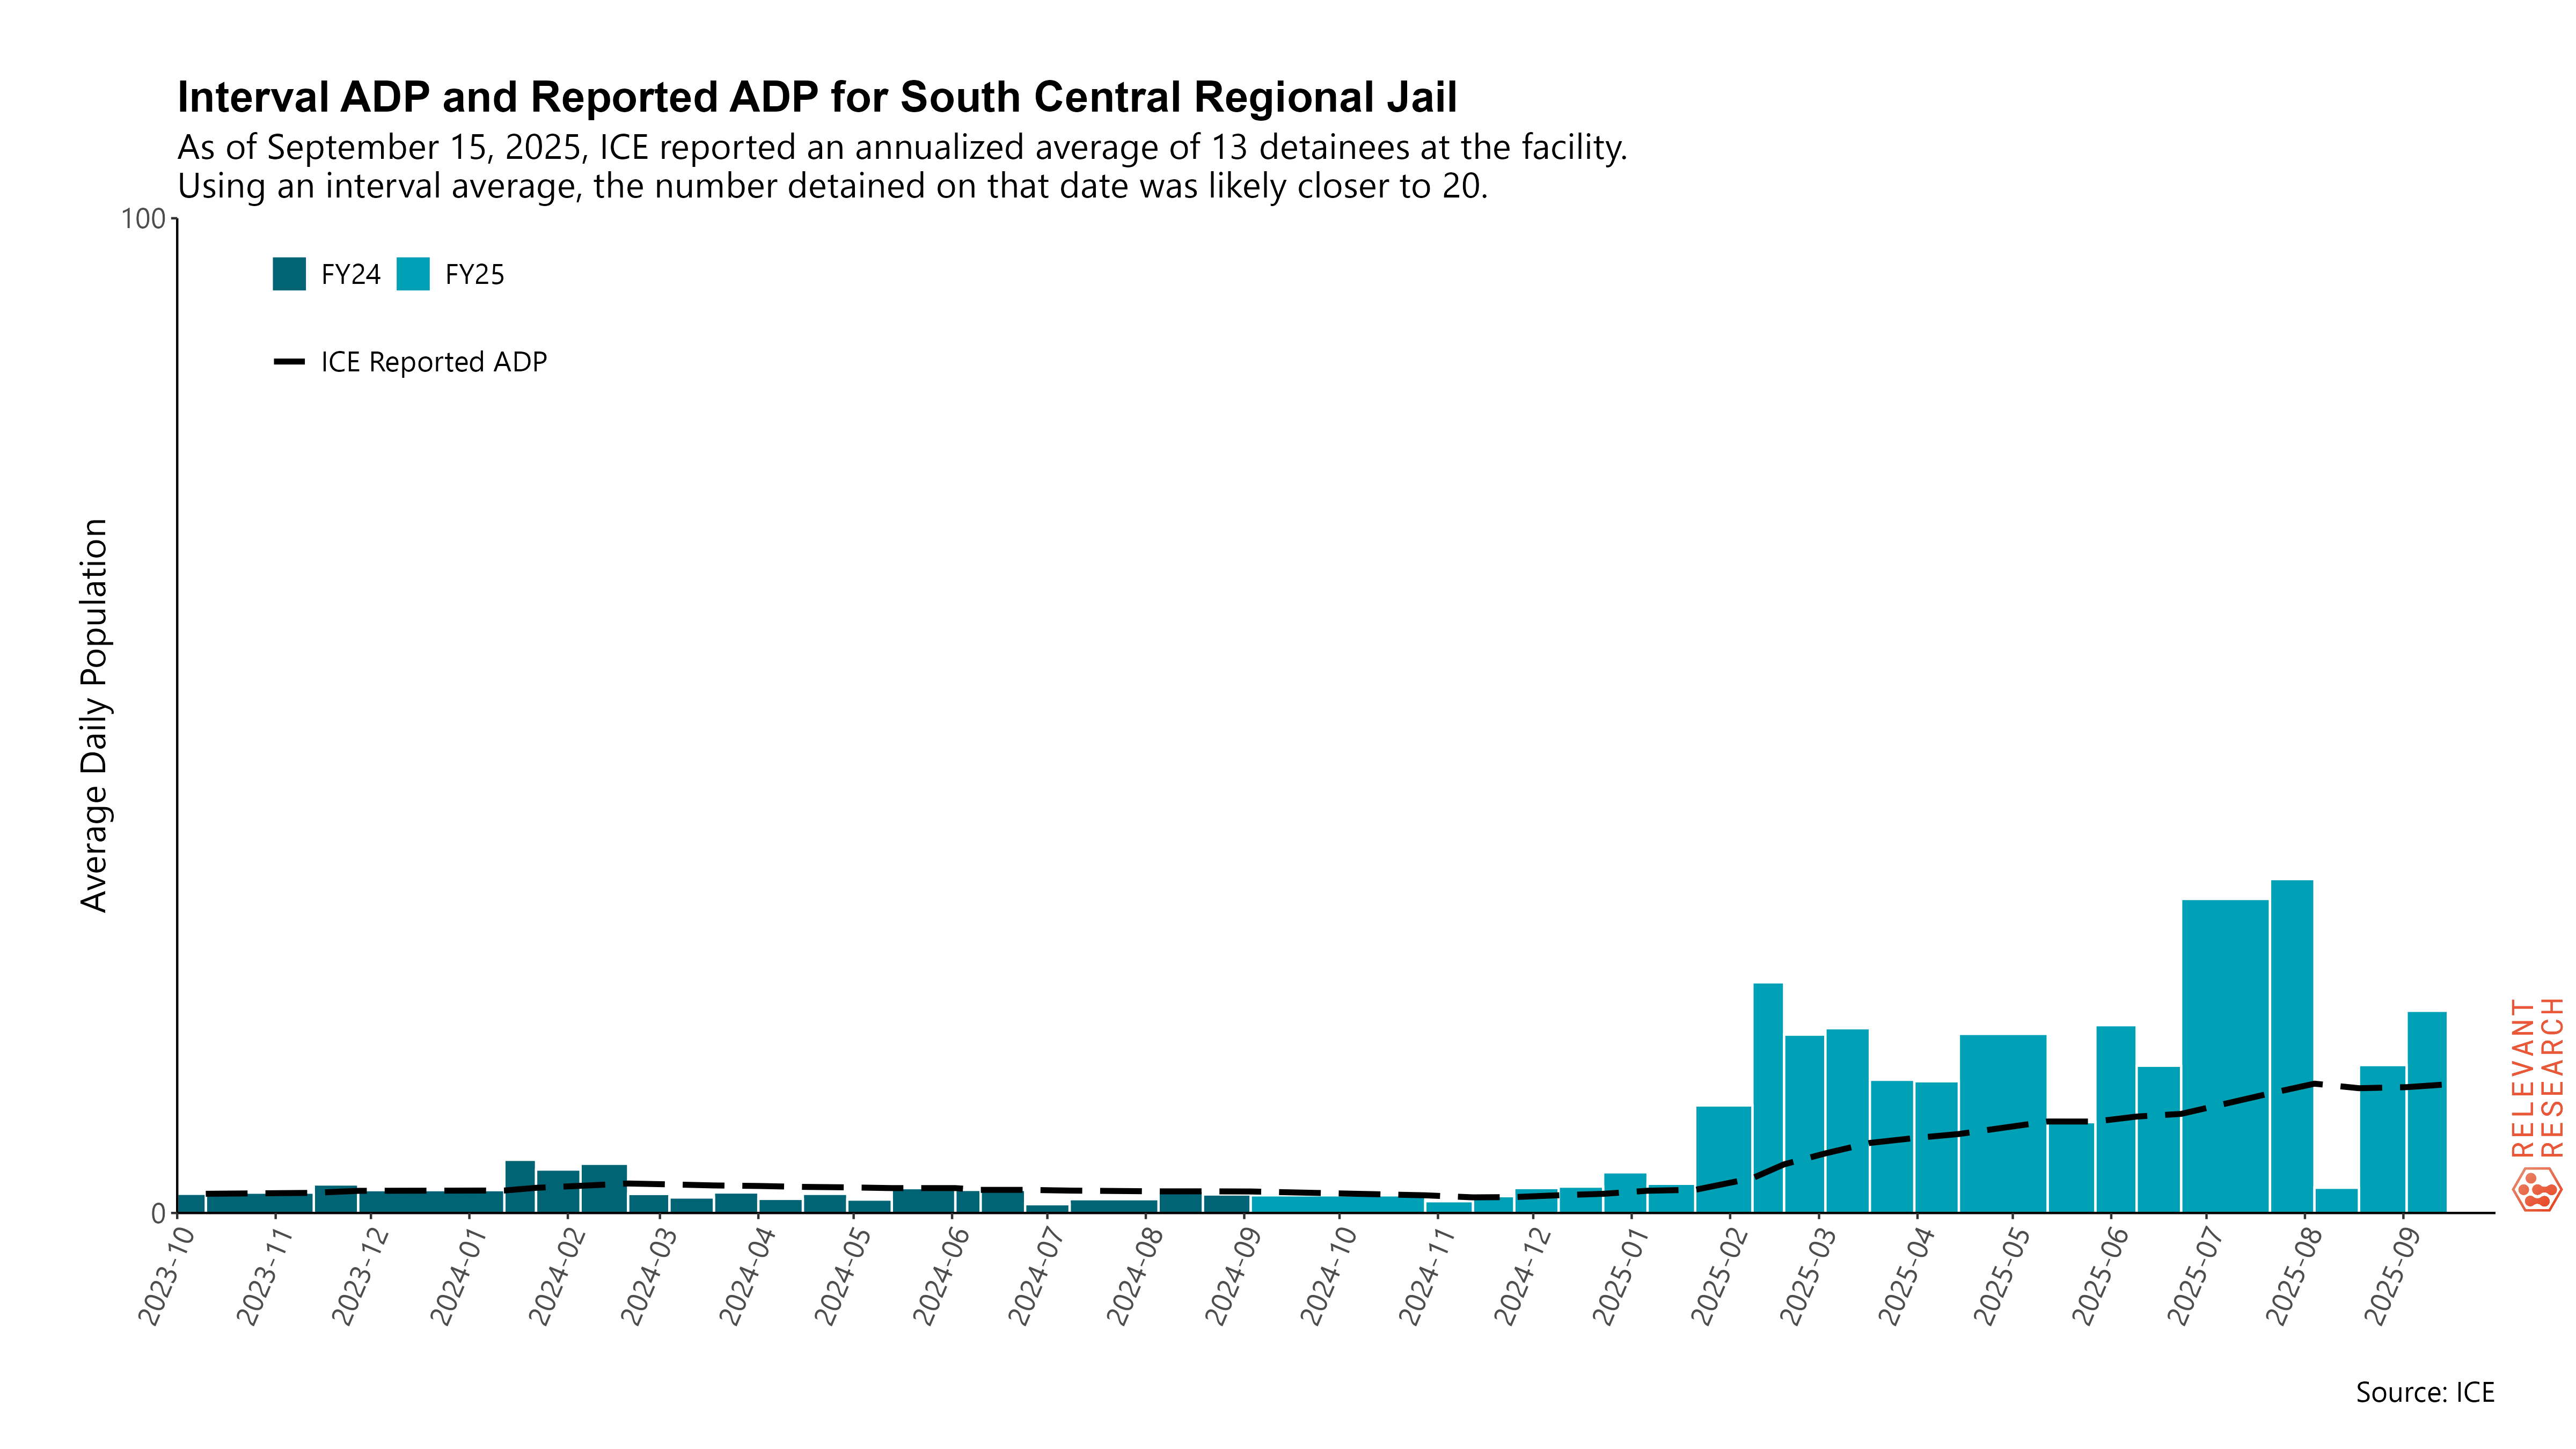 Interval ADP and Reported ADP for South Central Regional Jail
As of September 15, 2025, ICE reported an annualized average of 13 detainees at the facility.
Using an interval average, the number detained on that date was likely closer to 20.
100
FY24
FY25
ICE Reported ADP
Average Daily Population
0
2023-10
2023-11
2023-12
2024-01
2024-02
2024-03
2024-04
2024-05
2024-06
2024-07
2024-08
2024-09
2024-10
2024-11
2024-12
2025-01
2025-02
2025-03
2025-04
2025-05
2025-06
2025-07
2025-08
2025-09
RELEVANT
RESEARCH
Source: ICE